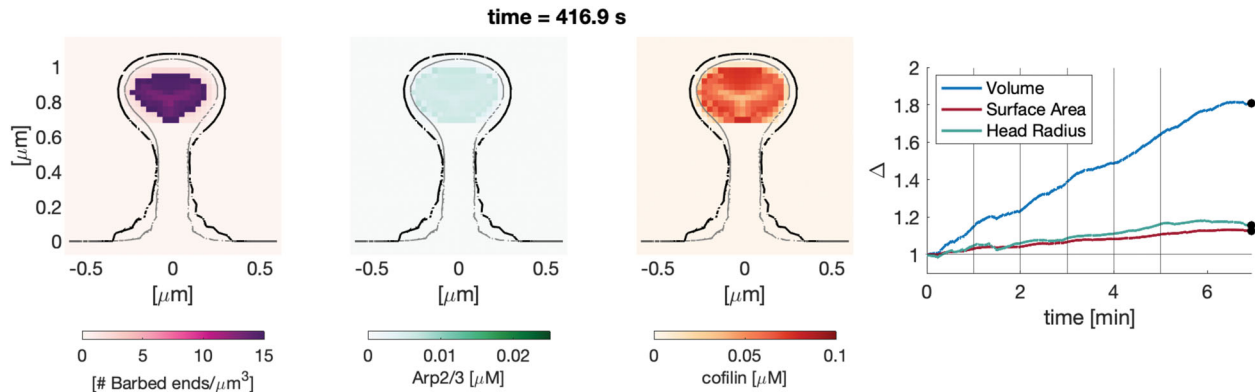 time = 416.9 s
[μm]
1
0.8
0.6
0.4
0.2
0
-0.5 0 0.5
[μm]
0 5 10 15
[# Barbed ends/μm³]
-0.5 0 0.5
[μm]
0 0.01 0.02
Arp2/3 [μM]
-0.5 0 0.5
[μm]
0 0.05 0.1
cofilin [μM]
Δ
2
1.8
1.6
1.4
1.2
1
Volume
Surface Area
Head Radius
0 2 4 6
time [min]